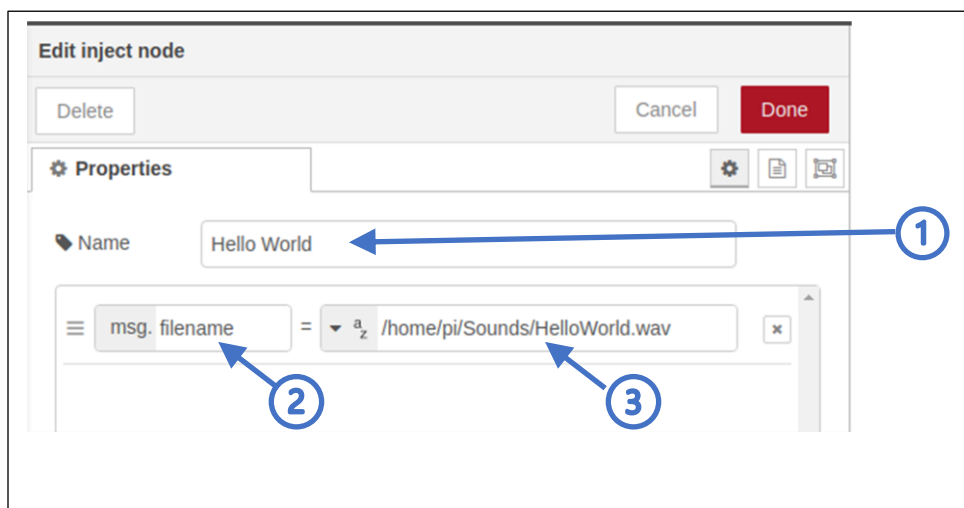 Edit inject node
Delete Cancel Done
Properties
Name Hello World 1
msg. filename = az /home/pi/Sounds/HelloWorld.wav
2 3